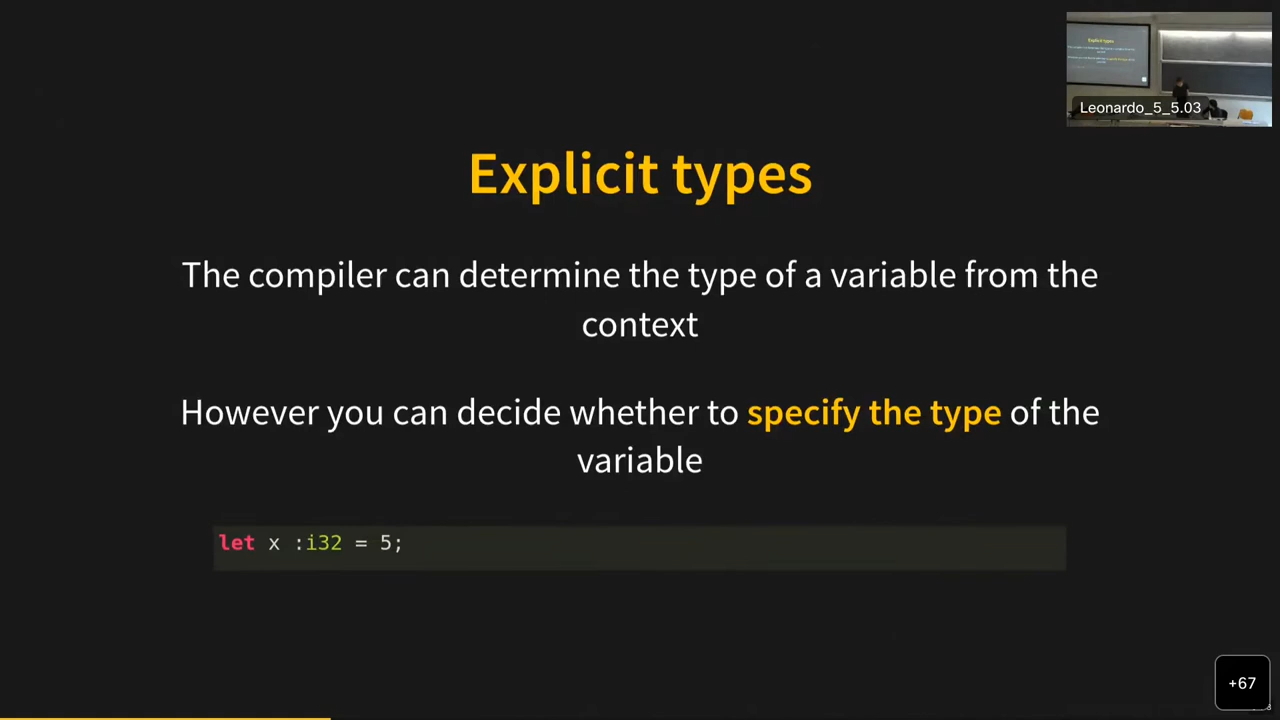 Leonardo_5_5.03
Explicit types
The compiler can determine the type of a variable from the
context
However you can decide whether to specify the type of the
variable
let x :i32 = 5;
+67